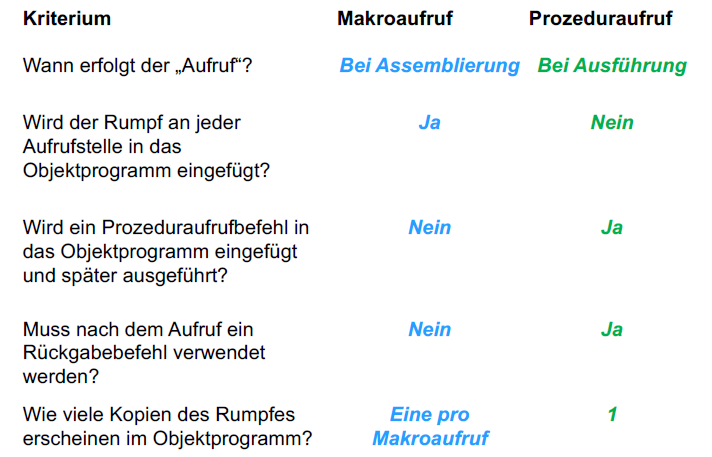 Kriterium Makroaufruf Prozeduraufruf
Wann erfolgt der „Aufruf“? Bei Assemblierung Bei Ausführung
Wird der Rumpf an jeder Ja Nein
Aufrufstelle in das
Objektprogramm eingefügt?
Wird ein Prozeduraufrufbefehl in Nein Ja
das Objektprogramm eingefügt
und später ausgeführt?
Muss nach dem Aufruf ein Nein Ja
Rückgabebefehl verwendet
werden?
Wie viele Kopien des Rumpfes Eine pro 1
erscheinen im Objektprogramm? Makroaufruf